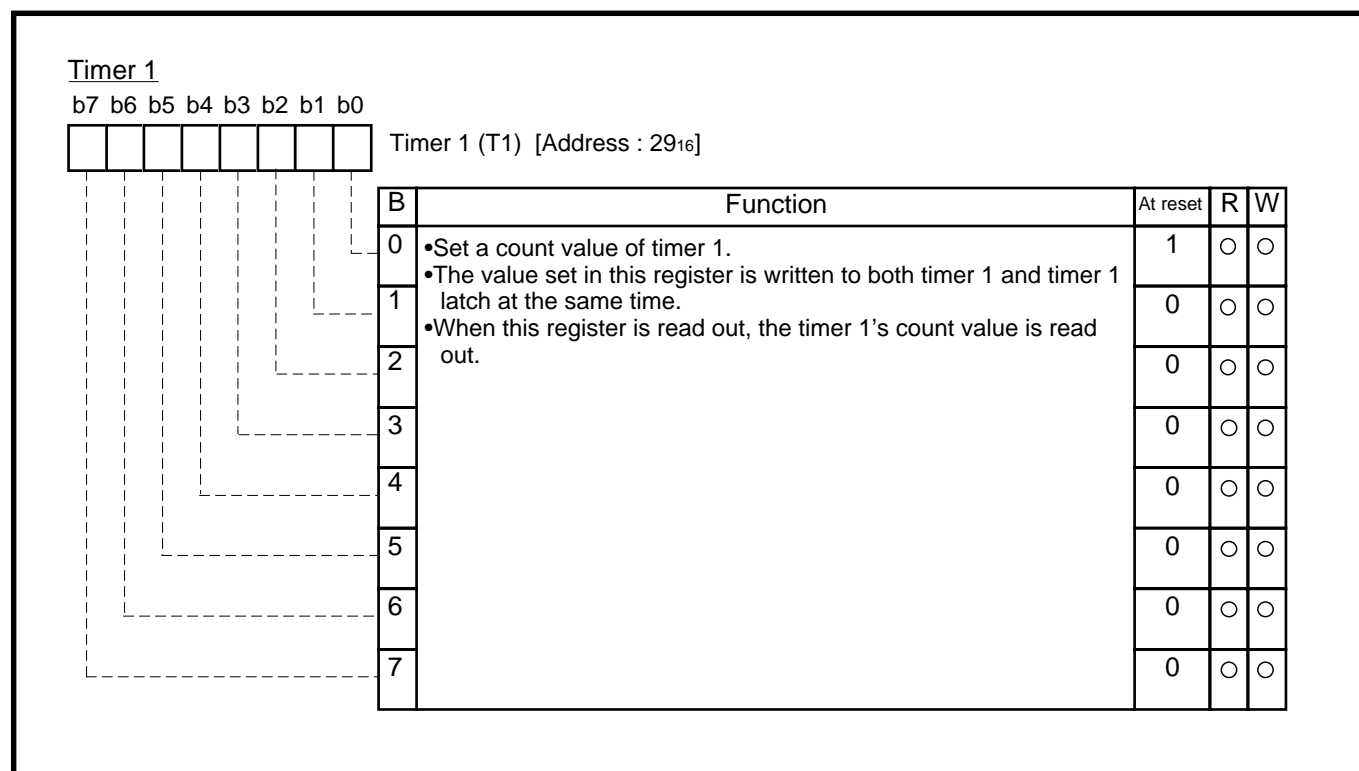 Timer 1
b7 b6 b5 b4 b3 b2 b1 b0
Timer 1 (T1) [Address : 2916]
B Function At reset R W
0 •Set a count value of timer 1. 1 ○ ○
•The value set in this register is written to both timer 1 and timer 1
1 latch at the same time. 0 ○ ○
•When this register is read out, the timer 1’s count value is read
2 out. 0 ○ ○
3 0 ○ ○
4 0 ○ ○
5 0 ○ ○
6 0 ○ ○
7 0 ○ ○